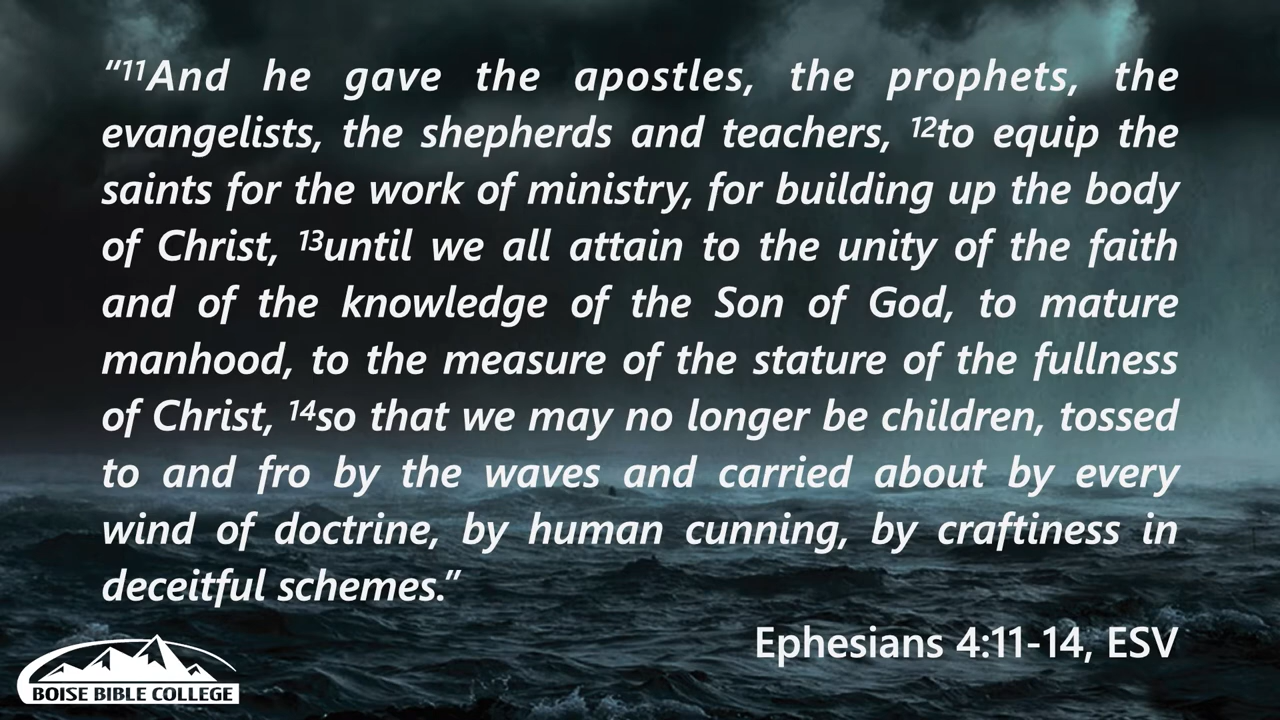 “¹¹And he gave the apostles, the prophets, the
evangelists, the shepherds and teachers, ¹²to equip the
saints for the work of ministry, for building up the body
of Christ, ¹³until we all attain to the unity of the faith
and of the knowledge of the Son of God, to mature
manhood, to the measure of the stature of the fullness
of Christ, ¹⁴so that we may no longer be children, tossed
to and fro by the waves and carried about by every
wind of doctrine, by human cunning, by craftiness in
deceitful schemes.”
Ephesians 4:11-14, ESV
BOISE BIBLE COLLEGE